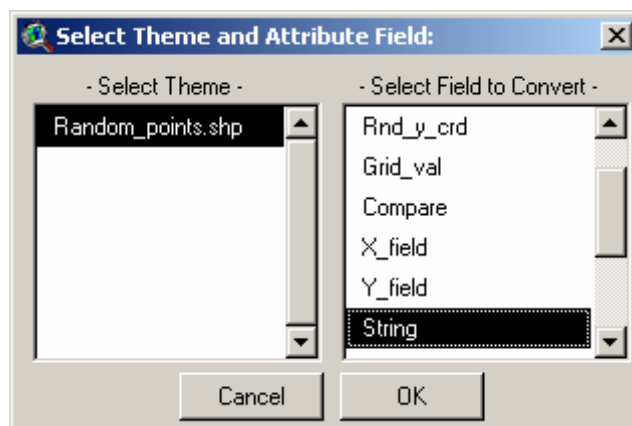 Select Theme and Attribute Field:
- Select Theme -
- Select Field to Convert -
Random_points.shp
Rnd_y_crd
Grid_val
Compare
X_field
Y_field
String
Cancel
OK